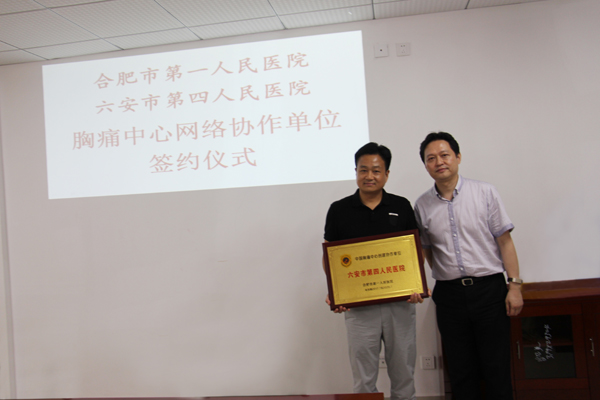 合肥市第一人民医院
六安市第四人民医院
胸痛中心网络协作单位
签约仪式
六安市第四人民医院